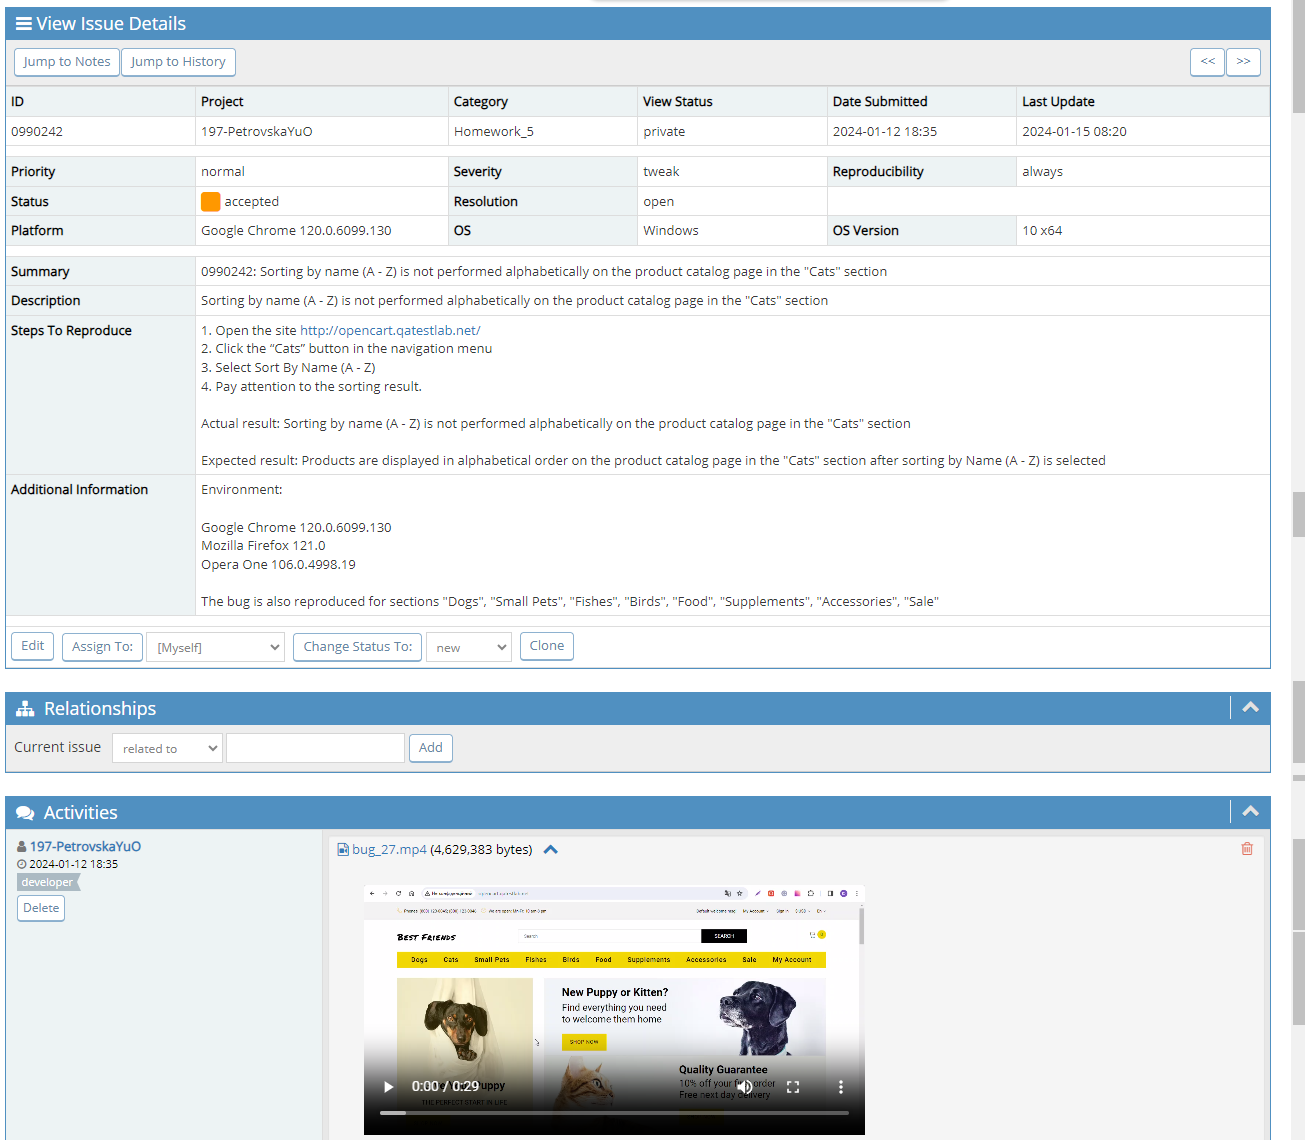 View Issue Details
Jump to Notes Jump to History << >>
ID Project Category View Status Date Submitted Last Update
0990242 197-PetrovskaYuO Homework_5 private 2024-01-12 18:35 2024-01-15 08:20
Priority normal Severity tweak Reproducibility always
Status accepted Resolution open
Platform Google Chrome 120.0.6099.130 OS Windows OS Version 10 x64
Summary 0990242: Sorting by name (A - Z) is not performed alphabetically on the product catalog page in the "Cats" section
Description Sorting by name (A - Z) is not performed alphabetically on the product catalog page in the "Cats" section
Steps To Reproduce 1. Open the site http://opencart.qatestlab.net/
2. Click the “Cats” button in the navigation menu
3. Select Sort By Name (A - Z)
4. Pay attention to the sorting result.
Actual result: Sorting by name (A - Z) is not performed alphabetically on the product catalog page in the "Cats" section
Expected result: Products are displayed in alphabetical order on the product catalog page in the "Cats" section after sorting by Name (A - Z) is selected
Additional Information Environment:
Google Chrome 120.0.6099.130
Mozilla Firefox 121.0
Opera One 106.0.4998.19
The bug is also reproduced for sections "Dogs", "Small Pets", "Fishes", "Birds", "Food", "Supplements", "Accessories", "Sale"
Edit Assign To: [Myself] Change Status To: new Clone
Relationships
Current issue related to Add
Activities
197-PetrovskaYuO
2024-01-12 18:35
developer
Delete
bug_27.mp4 (4,629,383 bytes)
My Account Sign In
BEST FRIENDS Search SEARCH
Dogs Cats Small Pets Fishes Birds Food Supplements Accessories Sale My Account
New Puppy or Kitten?
Find everything you need
to welcome them home
SHOP NOW
Quality Guarantee
10% off your first order
Free next day delivery
Puppy
THE PERFECT START IN LIFE
0:00 / 0:29